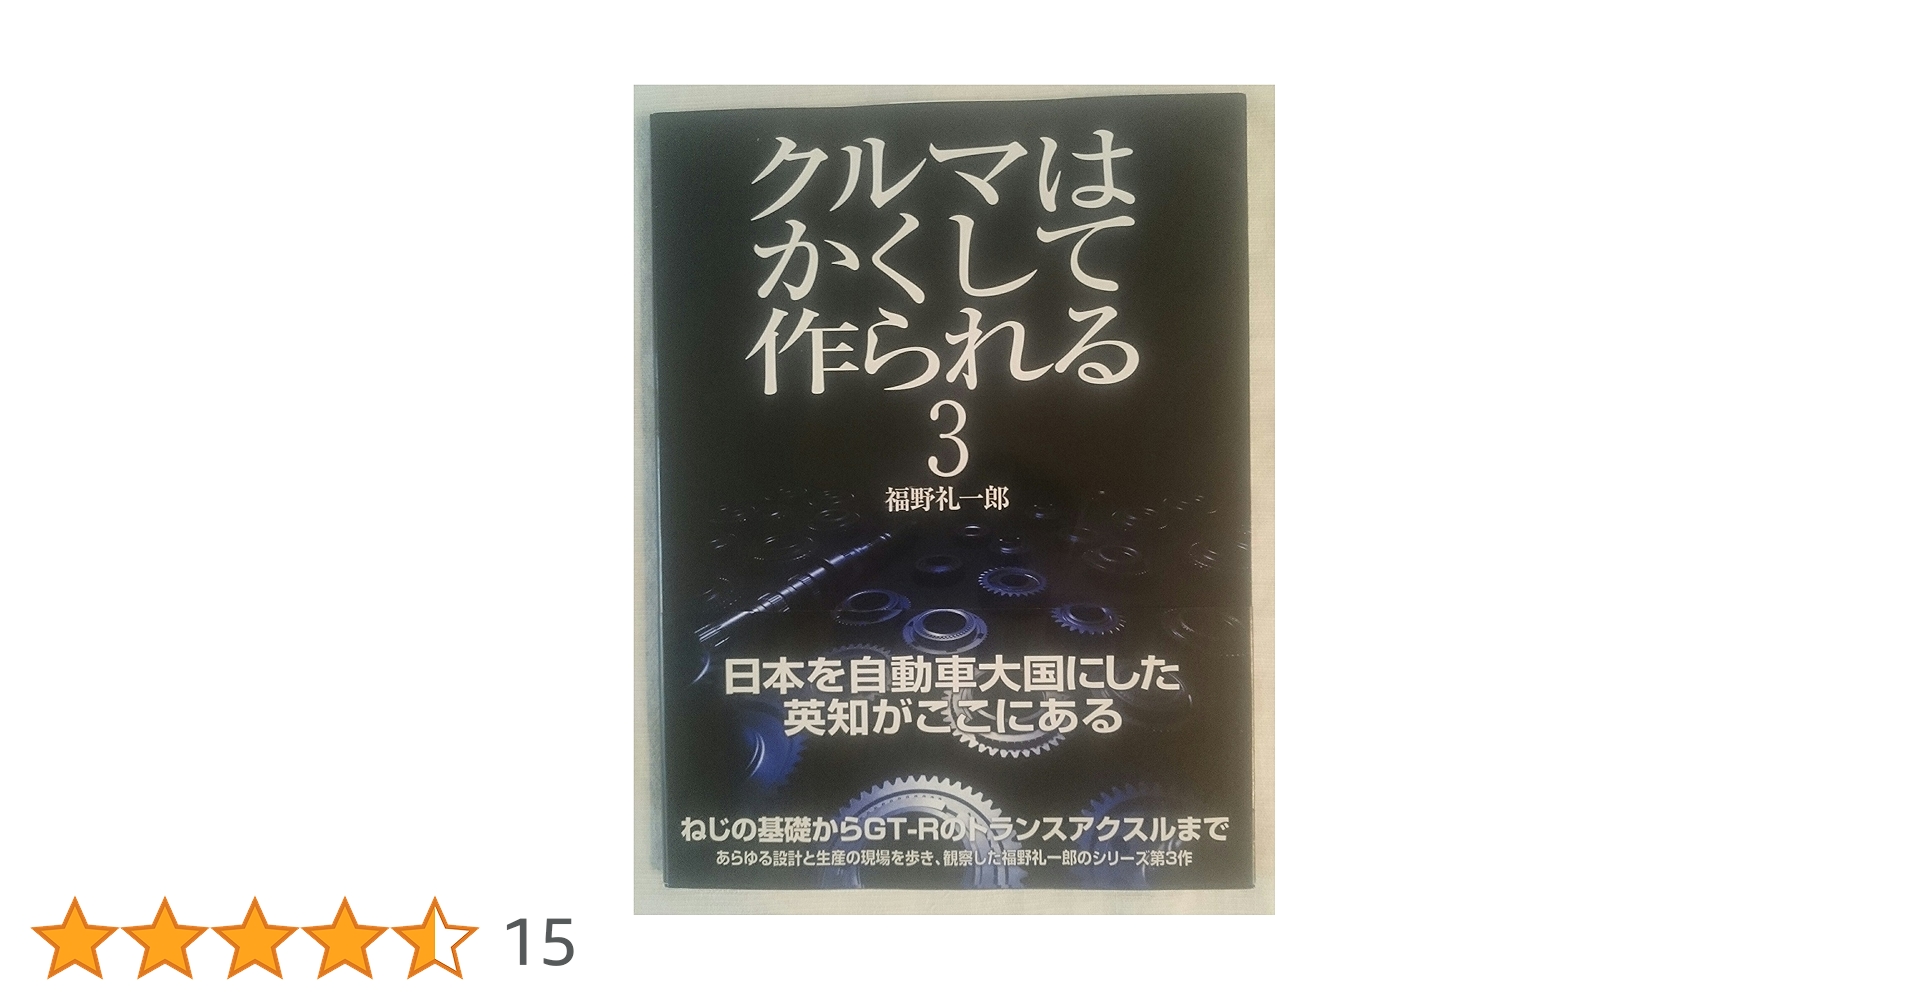 クルマは
かくして
作られる
3
福野礼一郎
日本を自動車大国にした
英知がここにある
ねじの基礎からGT-Rのトランスアクスルまで
あらゆる設計と生産の現場を歩き、観察した福野礼一郎のシリーズ第3作
15